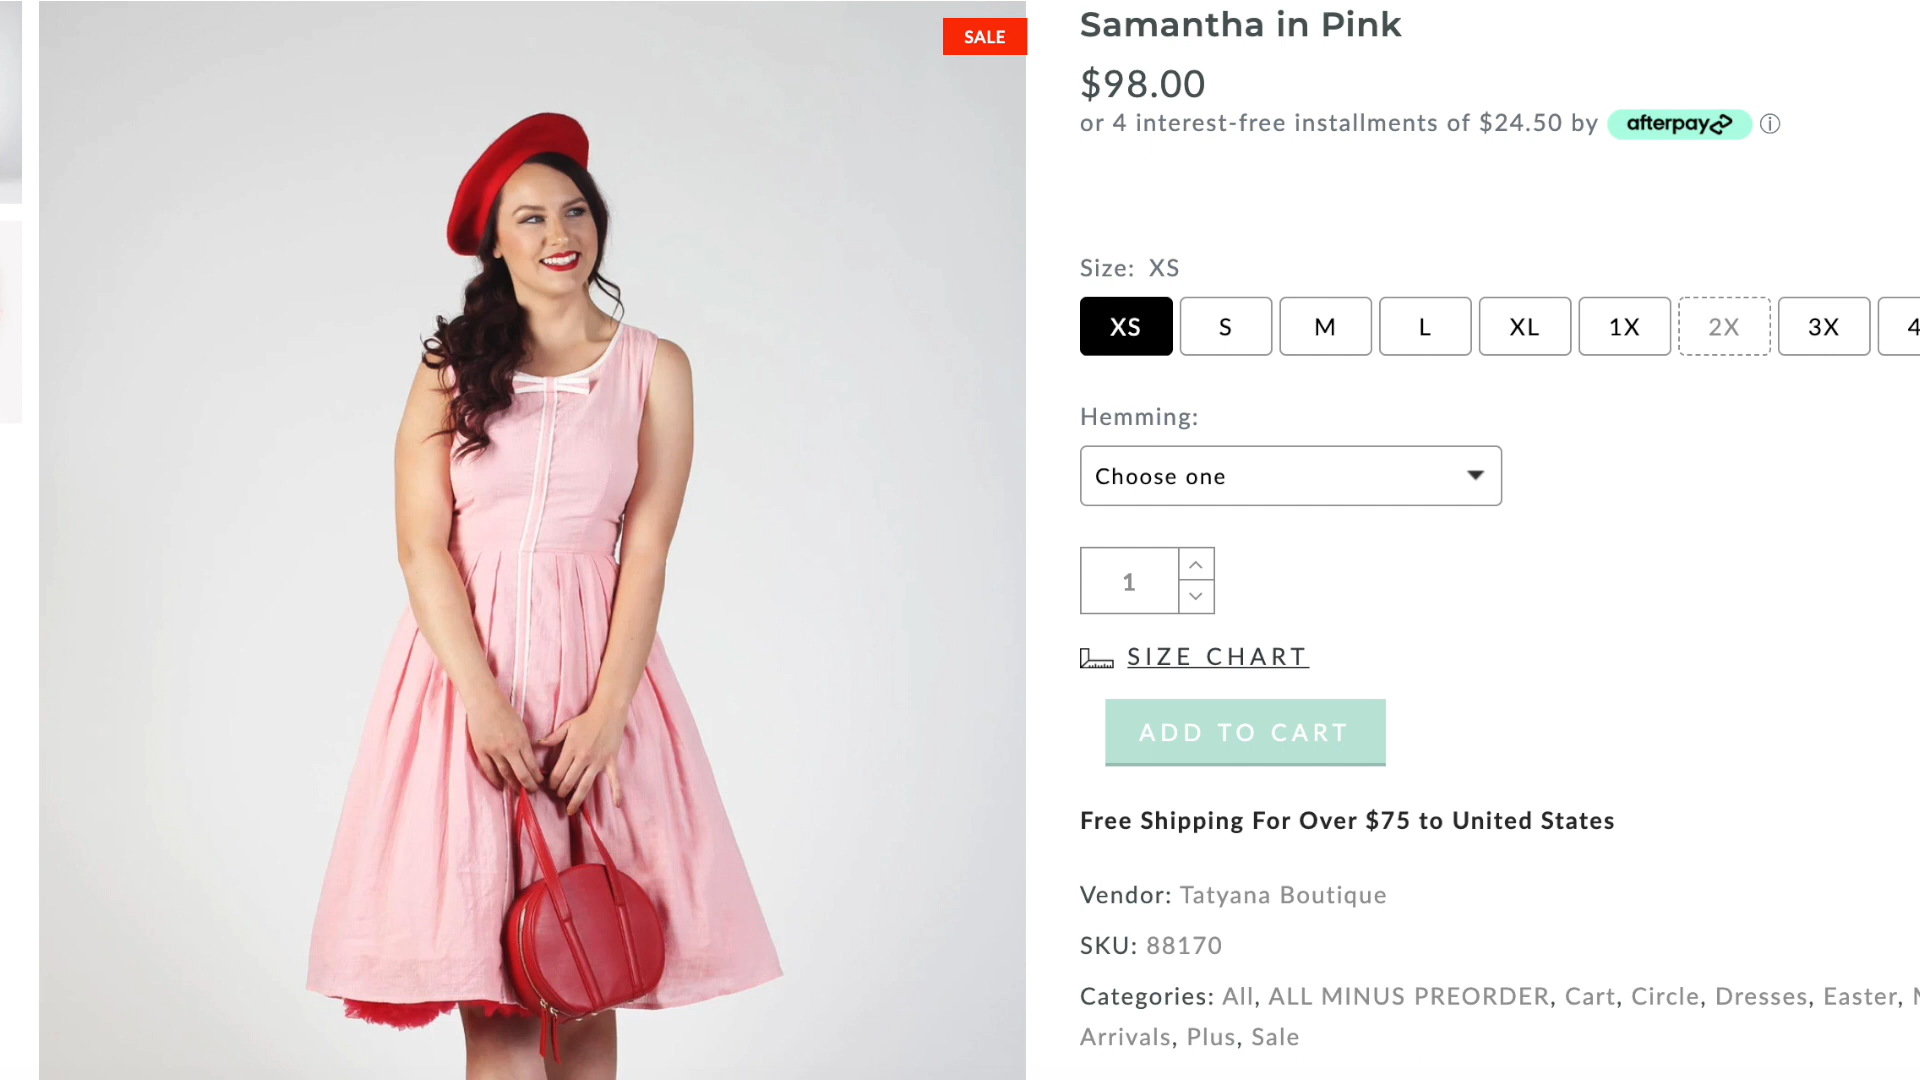 SALE
Samantha in Pink
$98.00
or 4 interest-free installments of $24.50 by afterpay
Size: XS
XS S M L XL 1X 2X 3X 4
Hemming:
Choose one
1
SIZE CHART
ADD TO CART
Free Shipping For Over $75 to United States
Vendor: Tatyana Boutique
SKU: 88170
Categories: All, ALL MINUS PREORDER, Cart, Circle, Dresses, Easter,
Arrivals, Plus, Sale